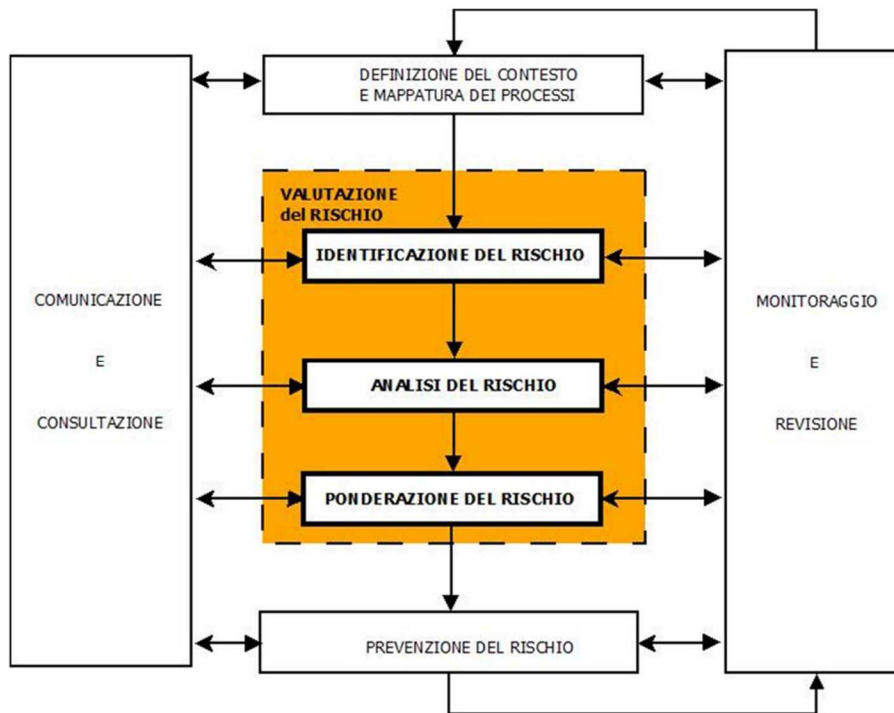 DEFINIZIONE DEL CONTESTO
E MAPPATURA DEI PROCESSI
VALUTAZIONE
del RISCHIO
IDENTIFICAZIONE DEL RISCHIO
COMUNICAZIONE
E
CONSULTAZIONE
ANALISI DEL RISCHIO
MONITORAGGIO
E
REVISIONE
PONDERAZIONE DEL RISCHIO
PREVENZIONE DEL RISCHIO